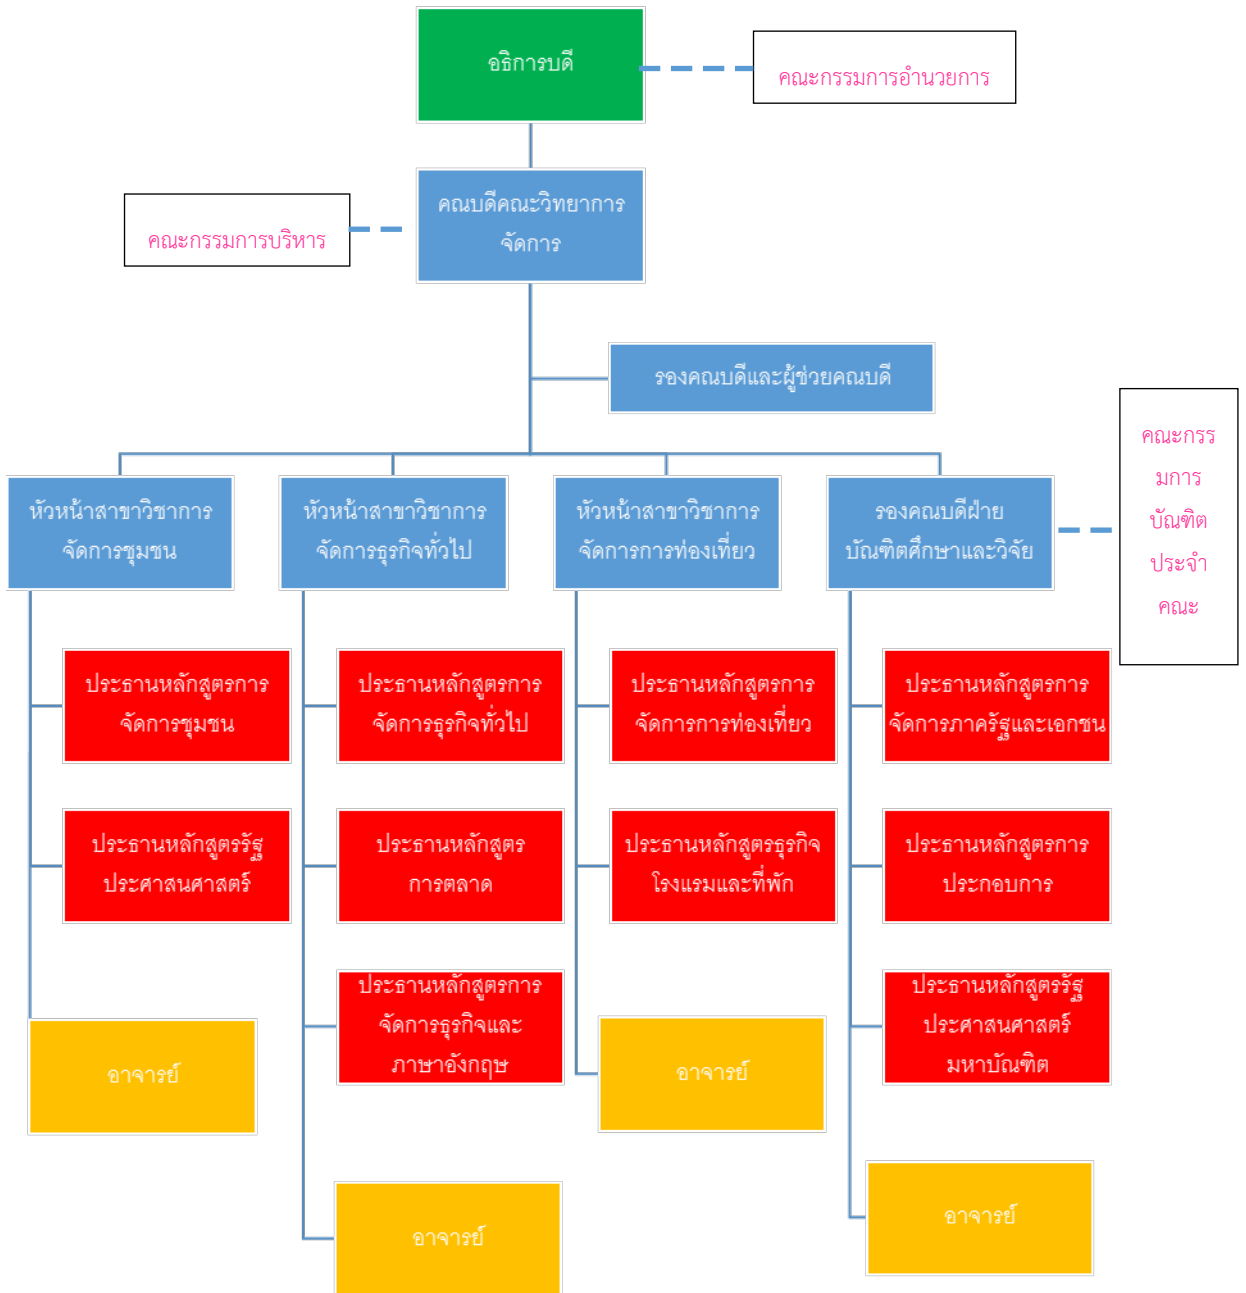 อธิการบดี
คณะกรรมการอำนวยการ
คณบดีคณะวิทยาการ
จัดการ
คณะกรรมการบริหาร
รองคณบดีและผู้ช่วยคณบดี
คณะกรร
มการ
บัณฑิต
ประจำ
คณะ
หัวหน้าสาขาวิชาการ
จัดการชุมชน
หัวหน้าสาขาวิชาการ
จัดการธุรกิจทั่วไป
หัวหน้าสาขาวิชาการ
จัดการการท่องเที่ยว
รองคณบดีฝ่าย
บัณฑิตศึกษาและวิจัย
ประธานหลักสูตรการ
จัดการชุมชน
ประธานหลักสูตรการ
จัดการธุรกิจทั่วไป
ประธานหลักสูตรการ
จัดการการท่องเที่ยว
ประธานหลักสูตรการ
จัดการภาครัฐและเอกชน
ประธานหลักสูตรรัฐ
ประศาสนศาสตร์
ประธานหลักสูตร
การตลาด
ประธานหลักสูตรธุรกิจ
โรงแรมและที่พัก
ประธานหลักสูตรการ
ประกอบการ
ประธานหลักสูตรการ
จัดการธุรกิจและ
ภาษาอังกฤษ
ประธานหลักสูตรรัฐ
ประศาสนศาสตร์
มหาบัณฑิต
อาจารย์
อาจารย์
อาจารย์
อาจารย์